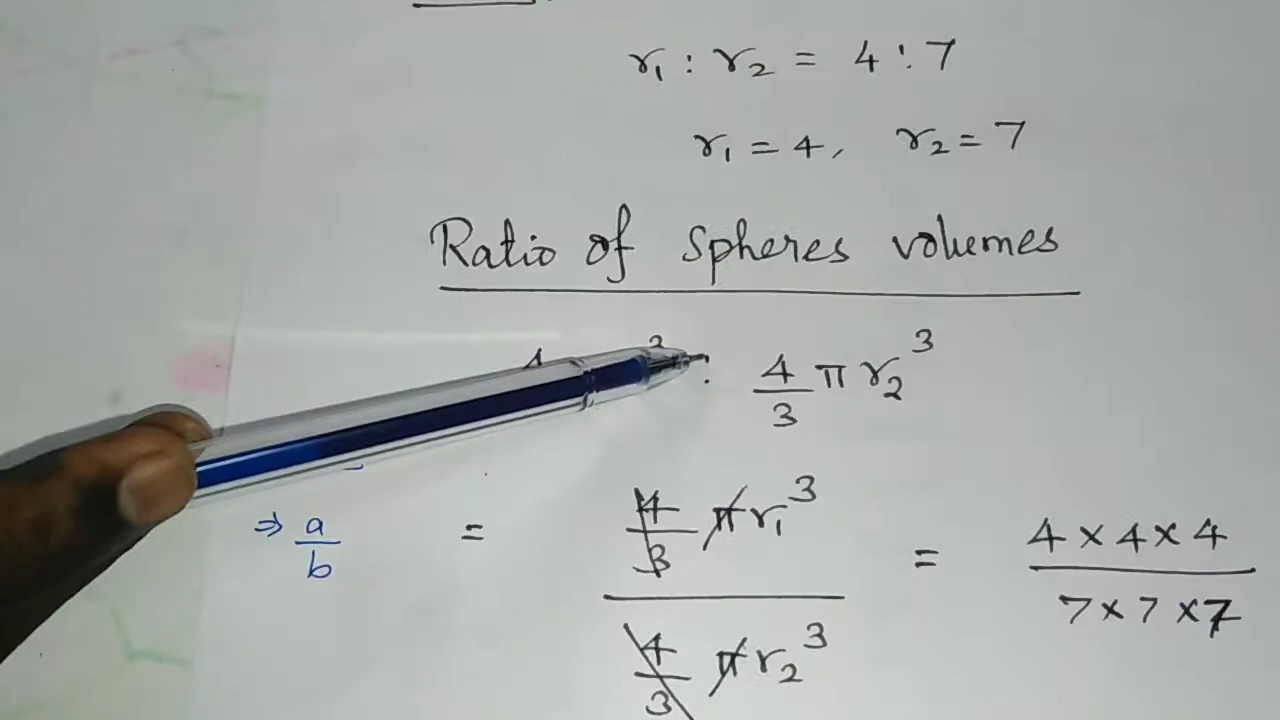 r₁ : r₂ = 4 : 7
r₁ = 4, r₂ = 7
Ratio of Spheres volumes
: 4/3 π r₂³
⇒ a/b = 4/3 π r₁³ / 4/3 π r₂³ = 4 × 4 × 4 / 7 × 7 × 7